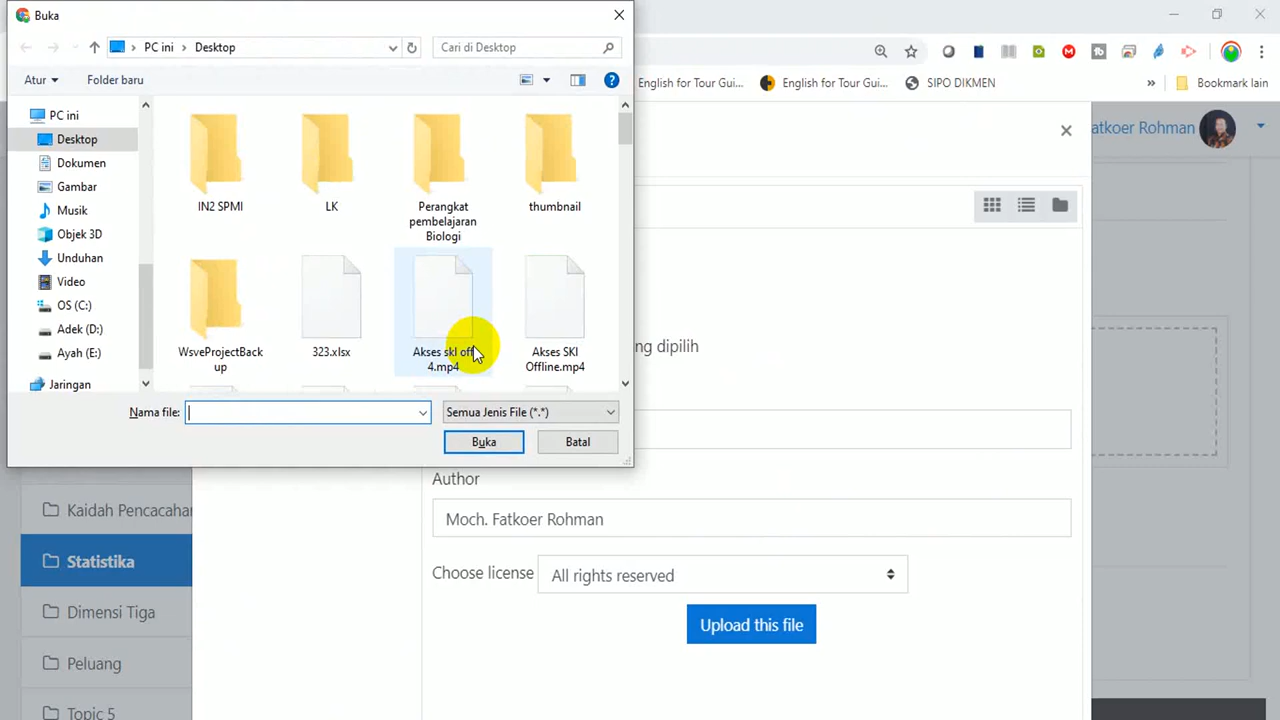 Buka
PC ini
Desktop
Cari di Desktop
Atur
Folder baru
PC ini
Desktop
Dokumen
Gambar
Musik
Objek 3D
Unduhan
Video
OS (C:)
Adek (D:)
Ayah (E:)
Jaringan
IN2 SPMI
LK
Perangkat
pembelajaran
Biologi
thumbnail
WsveProjectBack
up
323.xlsx
Akses skl off
4.mp4
Akses SKI
Offline.mp4
Nama file:
Semua Jenis File (*.*)
Buka
Batal
English for Tour Gui...
English for Tour Gui...
SIPO DIKMEN
Bookmark lain
atkoer Rohman
ng dipilih
Author
Moch. Fatkoer Rohman
Choose license
All rights reserved
Upload this file
Kaidah Pencacahan
Statistika
Dimensi Tiga
Peluang
Topic 5